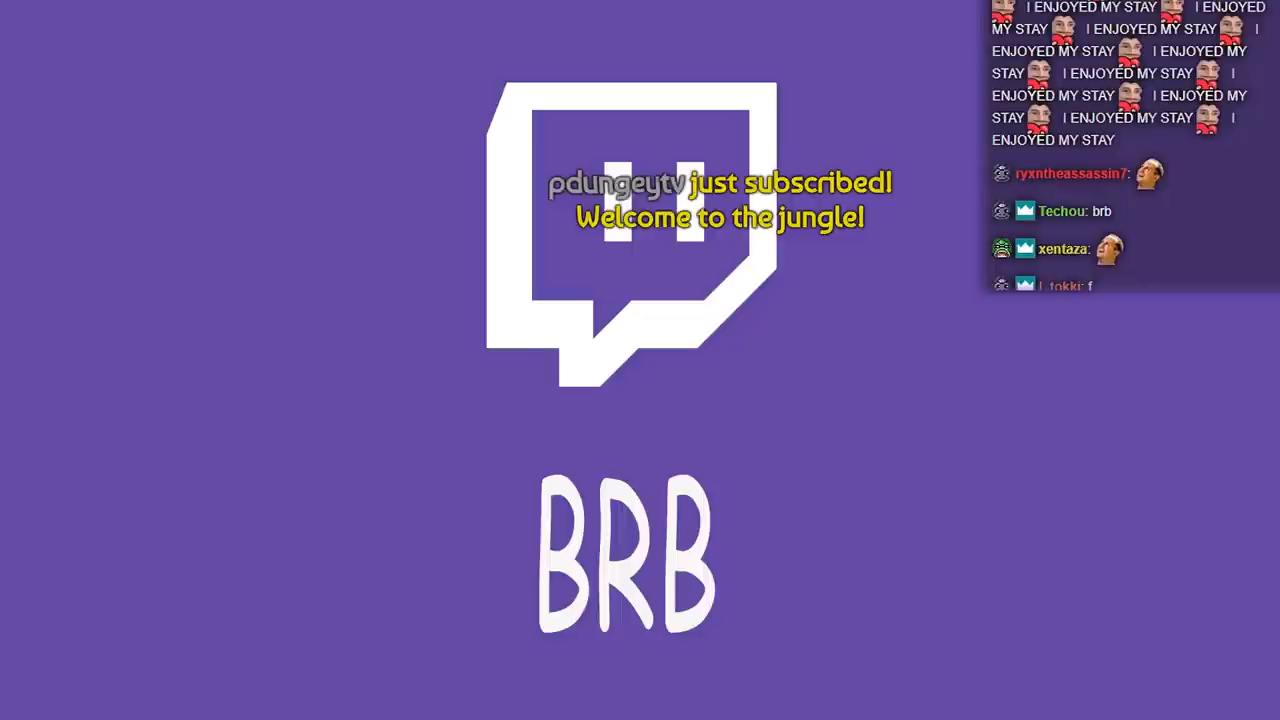 I ENJOYED MY STAY I ENJOYED
MY STAY I ENJOYED MY STAY I
ENJOYED MY STAY I ENJOYED MY
STAY I ENJOYED MY STAY I
ENJOYED MY STAY I ENJOYED MY
STAY I ENJOYED MY STAY I
ENJOYED MY STAY
ryxntheassassin7:
Techou: brb
xentaza:
l_tokki: f
pdungeytv just subscribed!
Welcome to the jungle!
BRB